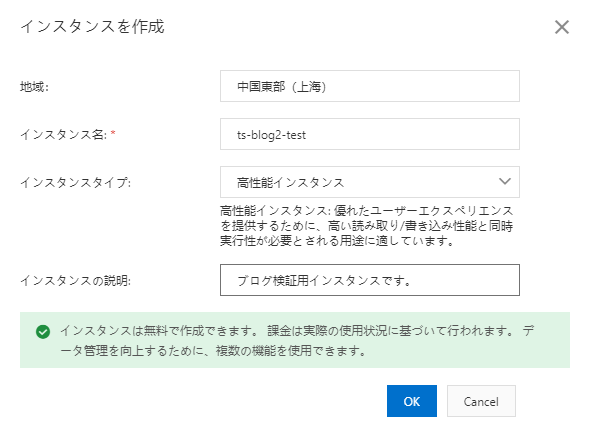 インスタンスを作成
地域:
中国東部（上海）
インスタンス名: *
ts-blog2-test
インスタンスタイプ:
高性能インスタンス
高性能インスタンス: 優れたユーザーエクスペリエンス
を提供するために、高い読み取り/書き込み性能と同時
実行性が必要とされる用途に適しています。
インスタンスの説明:
ブログ検証用インスタンスです。
インスタンスは無料で作成できます。 課金は実際の使用状況に基づいて行われます。 デ
ータ管理を向上するために、複数の機能を使用できます。
OK
Cancel